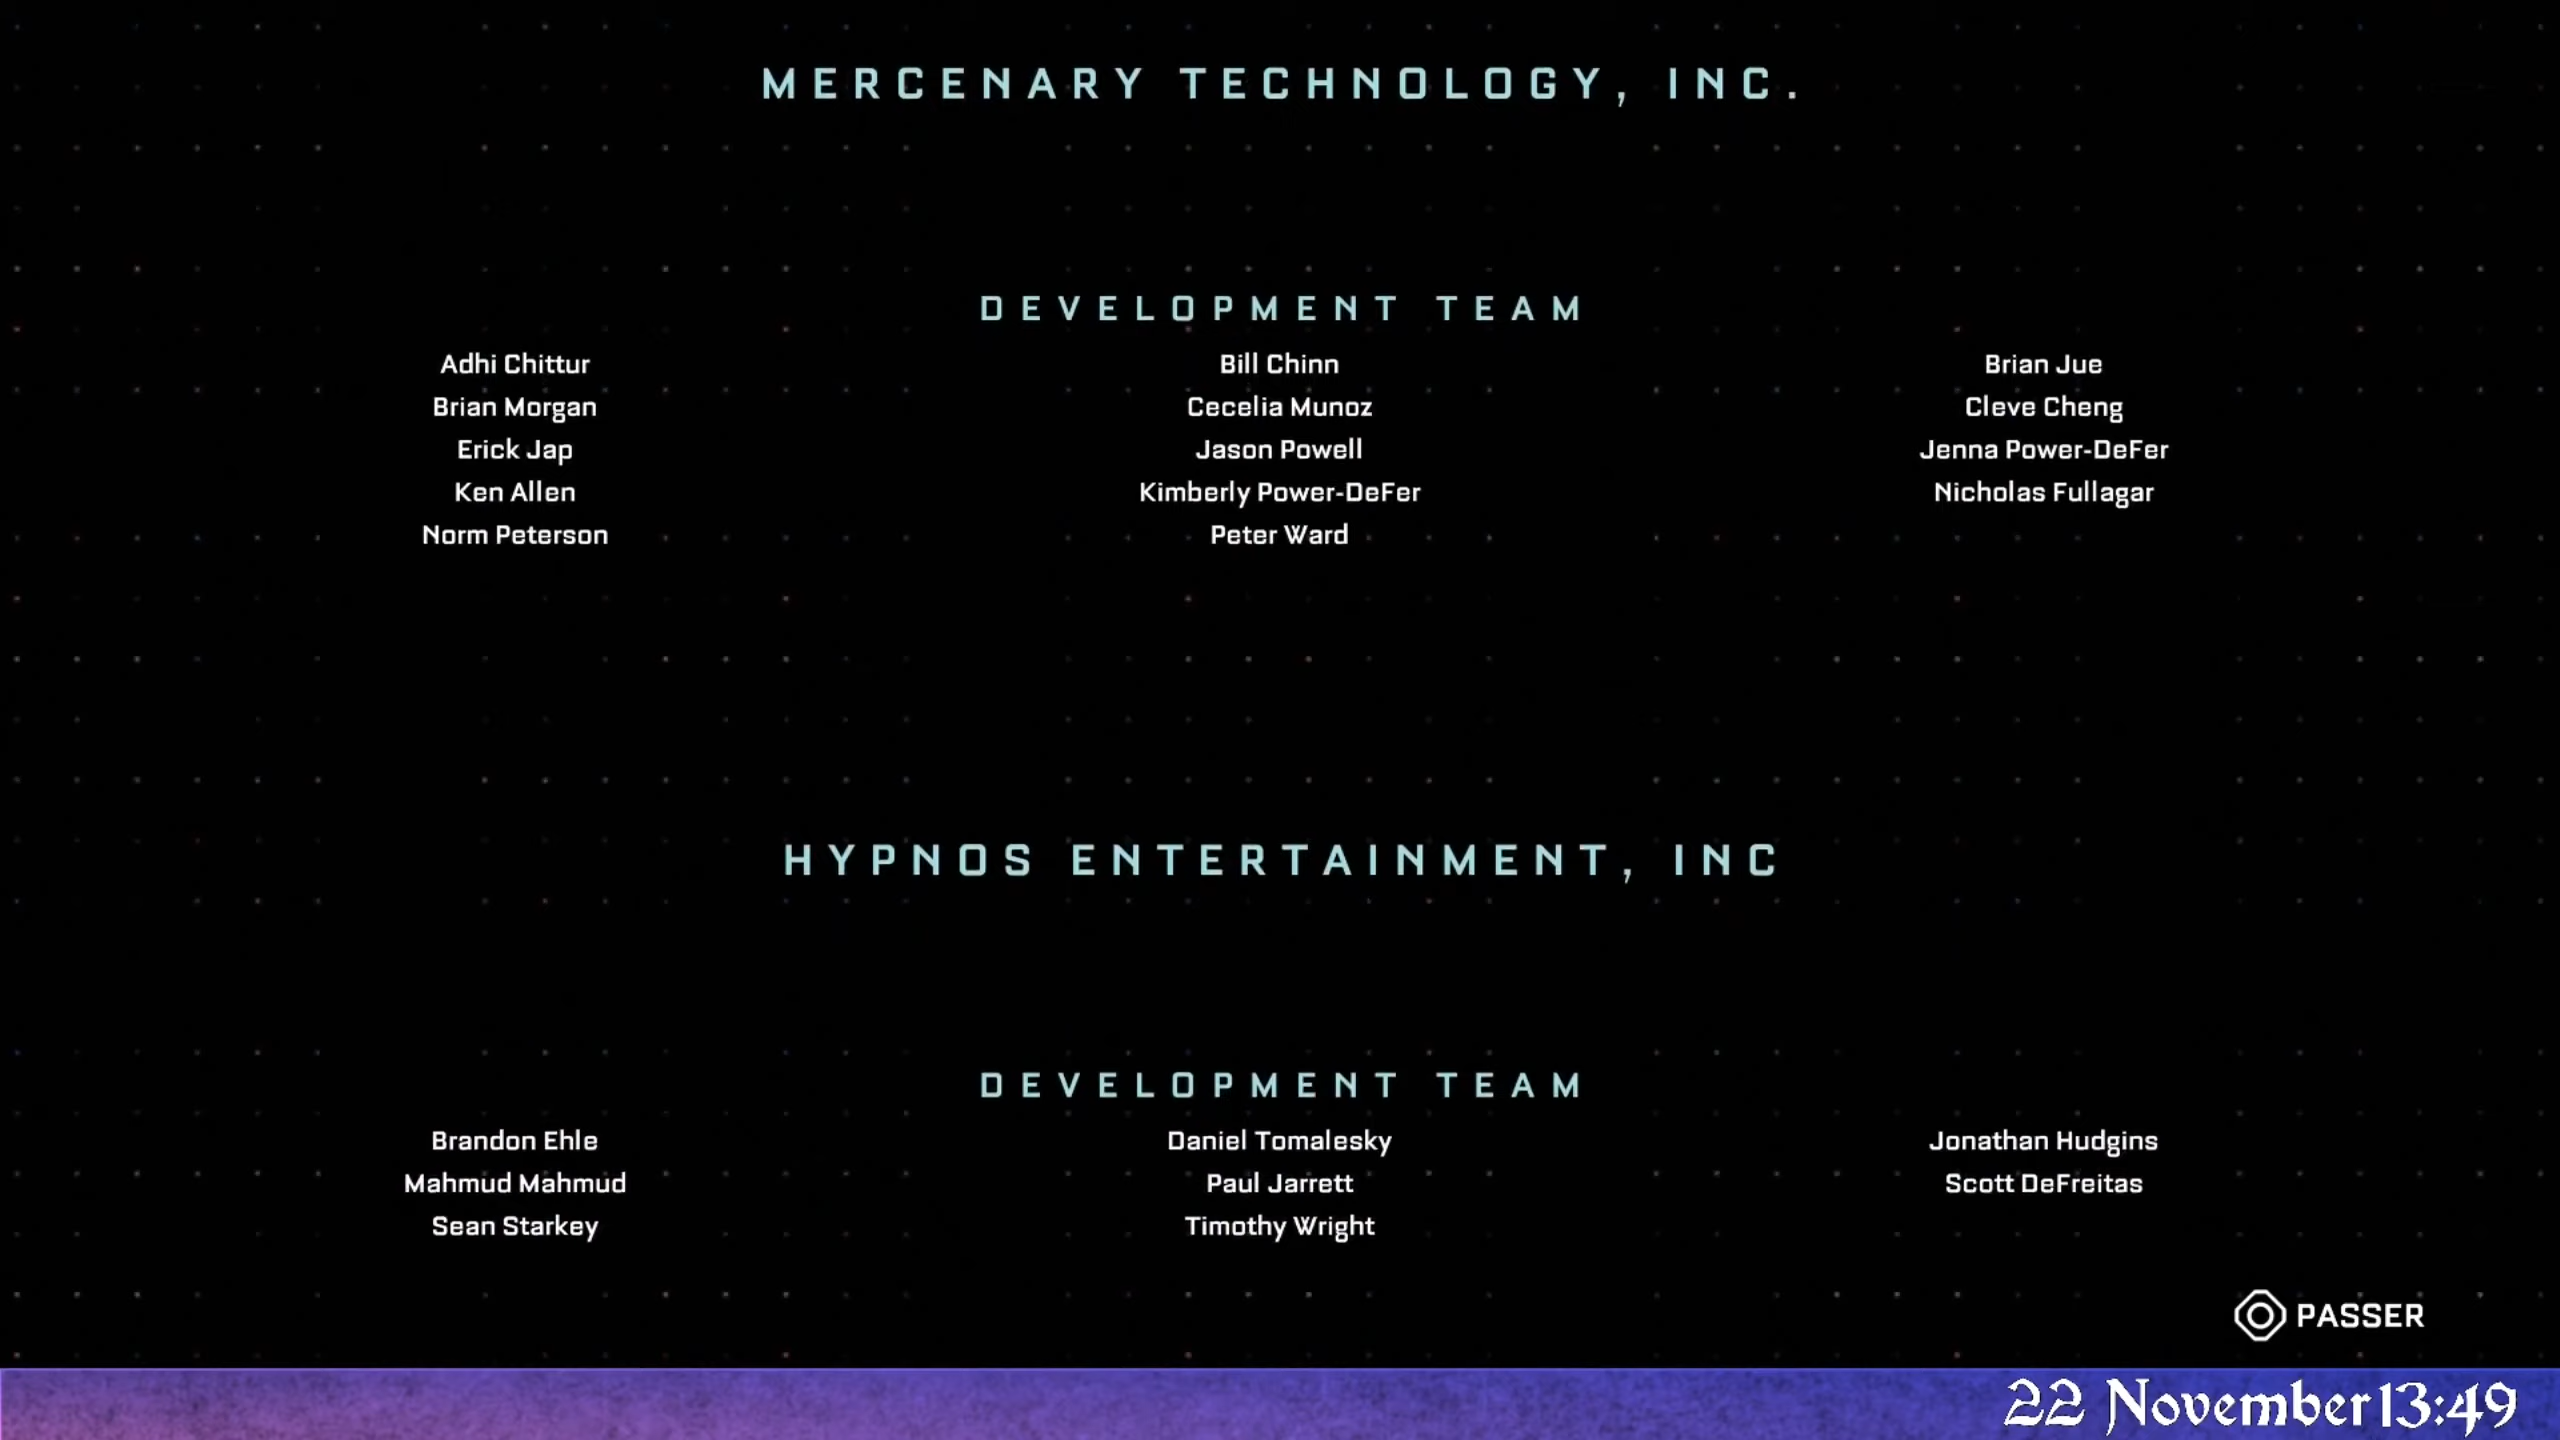 MERCENARY TECHNOLOGY, INC.
DEVELOPMENT TEAM
Adhi Chittur Bill Chinn Brian Jue
Brian Morgan Cecelia Munoz Cleve Cheng
Erick Jap Jason Powell Jenna Power-DeFer
Ken Allen Kimberly Power-DeFer Nicholas Fullagar
Norm Peterson Peter Ward
HYPNOS ENTERTAINMENT, INC
DEVELOPMENT TEAM
Brandon Ehle Daniel Tomalesky Jonathan Hudgins
Mahmud Mahmud Paul Jarrett Scott DeFreitas
Sean Starkey Timothy Wright
PASSER
22 November 13:49